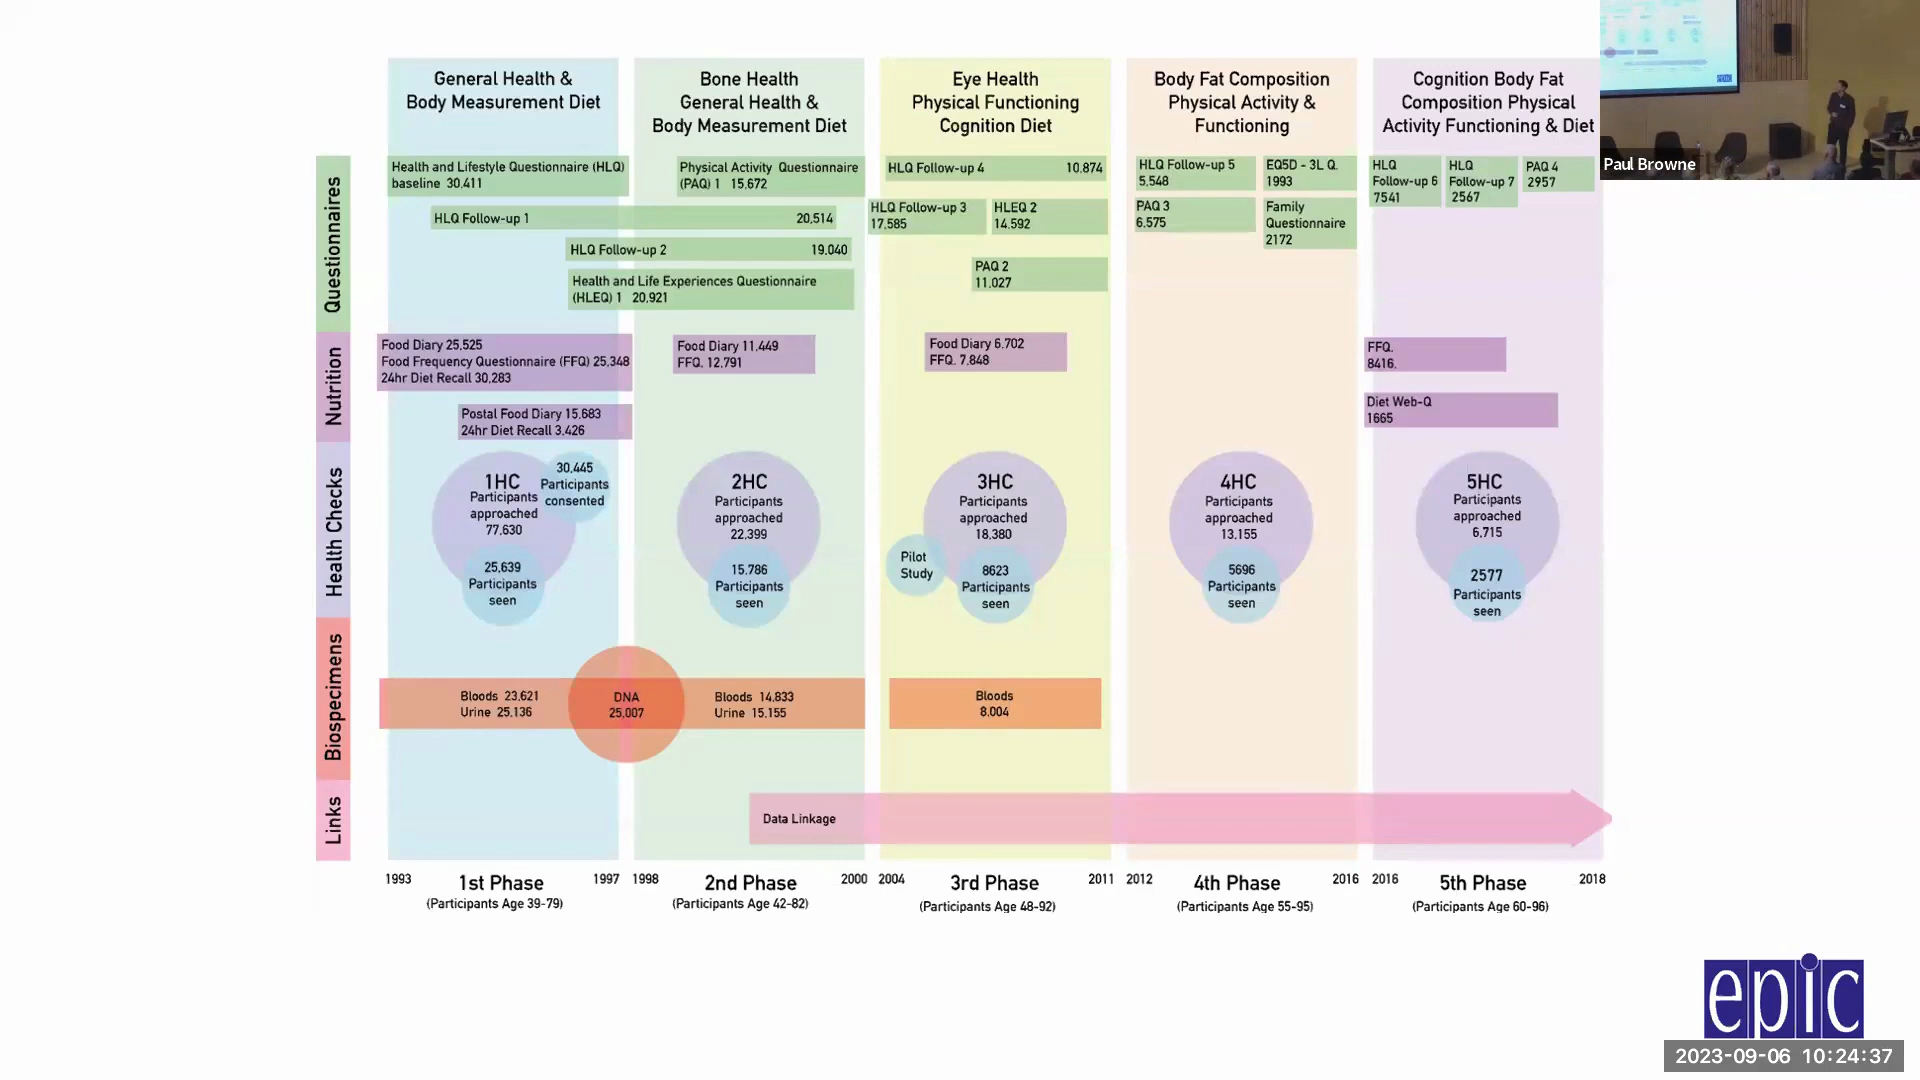 General Health &
Body Measurement Diet
Bone Health
General Health &
Body Measurement Diet
Eye Health
Physical Functioning
Cognition Diet
Body Fat Composition
Physical Activity &
Functioning
Cognition Body Fat
Composition Physical
Activity Functioning & Diet
Paul Browne
Questionnaires
Health and Lifestyle Questionnaire (HLQ)
baseline 30.411
HLQ Follow-up 1 20,514
HLQ Follow-up 2 19.040
Health and Life Experiences Questionnaire
(HLEQ) 1 20,921
Physical Activity Questionnaire
(PAQ) 1 15,672
HLQ Follow-up 4 10.874
HLQ Follow-up 3
17,585
HLEQ 2
14.592
PAQ 2
11.027
HLQ Follow-up 5
5,548
EQ5D - 3L Q.
1993
PAQ 3
6.575
Family
Questionnaire
2172
HLQ
Follow-up 6
7541
HLQ
Follow-up 7
2567
PAQ 4
2957
Nutrition
Food Diary 25,525
Food Frequency Questionnaire (FFQ) 25,348
24hr Diet Recall 30,283
Postal Food Diary 15,683
24hr Diet Recall 3,426
Food Diary 11,449
FFQ. 12,791
Food Diary 6.702
FFQ. 7,848
FFQ.
8416.
Diet Web-Q
1665
Health Checks
1HC
Participants
approached
77,630
30,445
Participants
consented
25,639
Participants
seen
2HC
Participants
approached
22,399
15,786
Participants
seen
3HC
Participants
approached
18,380
Pilot
Study
8623
Participants
seen
4HC
Participants
approached
13,155
5696
Participants
seen
5HC
Participants
approached
6,715
2577
Participants
seen
Biospecimens
Bloods 23,621
Urine 25,136
DNA
25,007
Bloods 14,833
Urine 15,155
Bloods
8,004
Links
Data Linkage
1993 1997
1st Phase
(Participants Age 39-79)
1998 2000
2nd Phase
(Participants Age 42-82)
2004 2011
3rd Phase
(Participants Age 48-92)
2012 2016
4th Phase
(Participants Age 55-95)
2016 2018
5th Phase
(Participants Age 60-96)
epic
2023-09-06 10:24:37